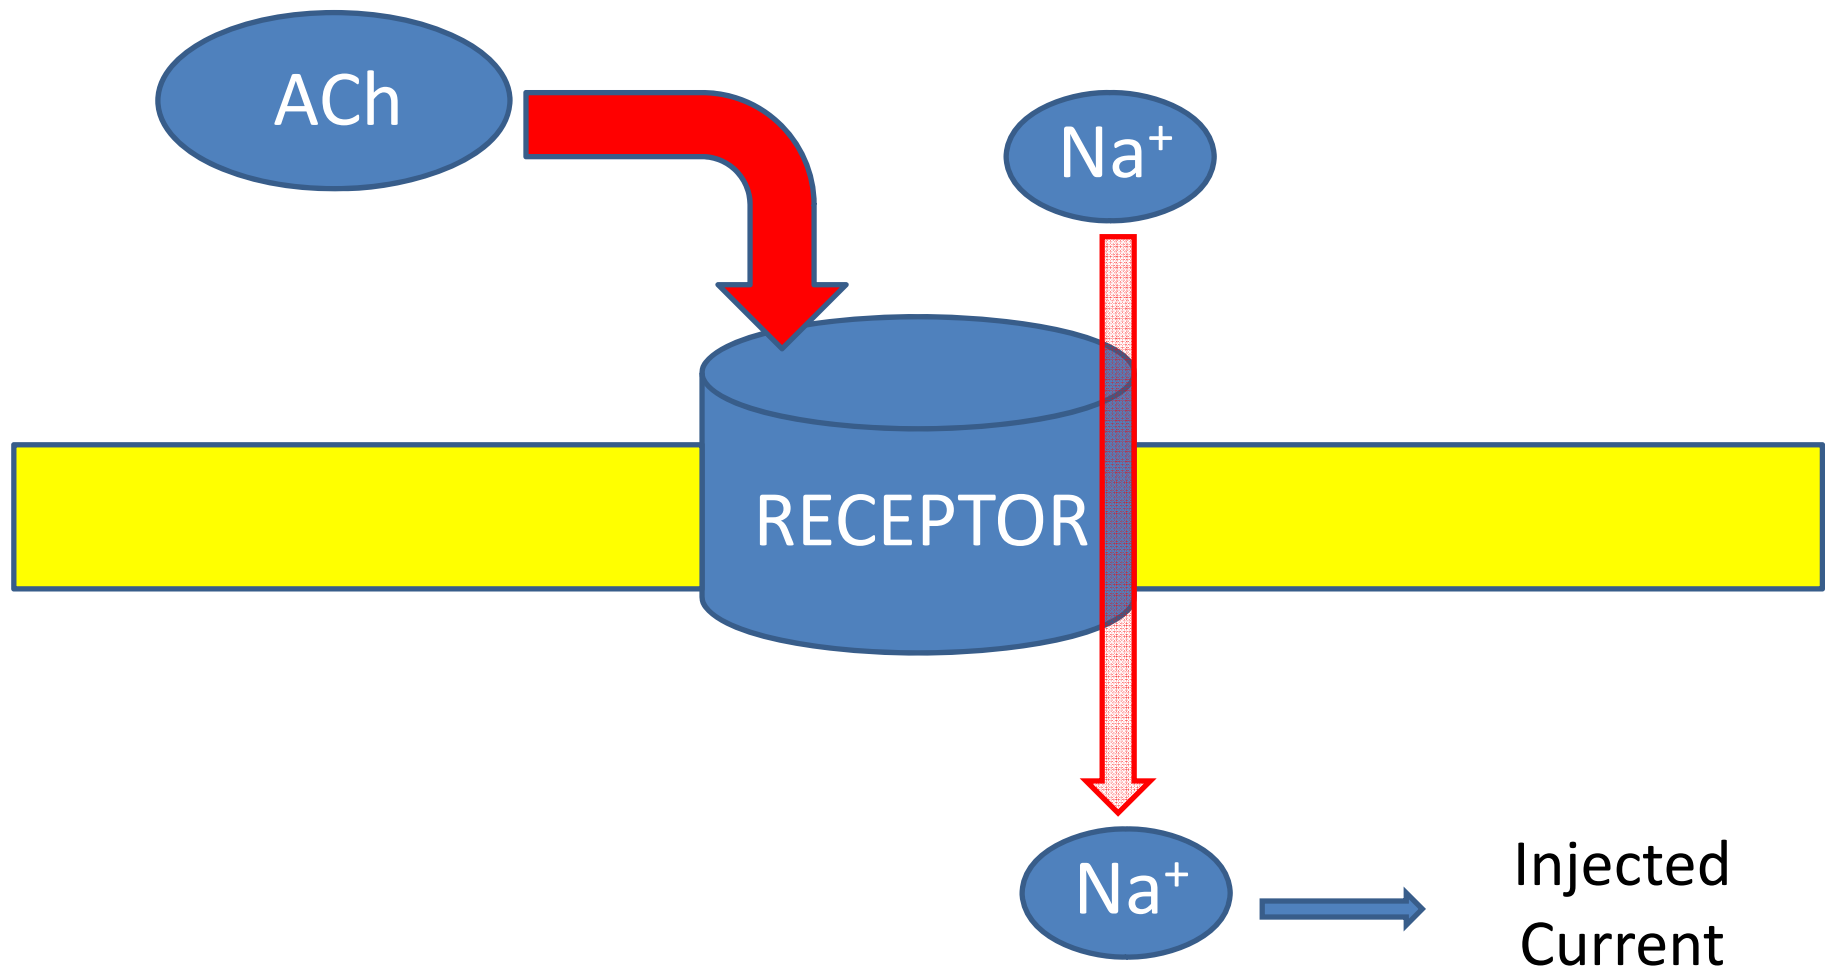 ACh
Na⁺
RECEPTOR
Na⁺
Injected
Current